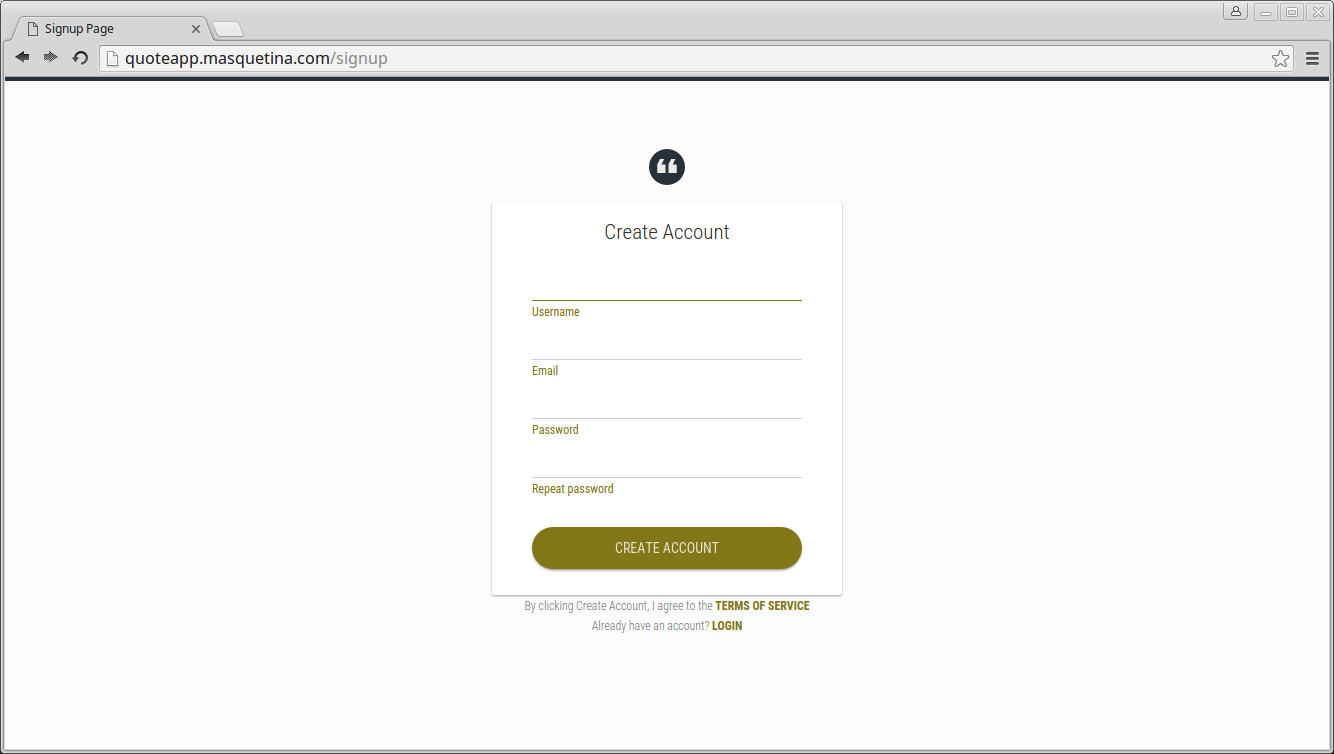 Signup Page
quoteapp.masquetina.com/signup
❝
Create Account
Username
Email
Password
Repeat password
CREATE ACCOUNT
By clicking Create Account, I agree to the TERMS OF SERVICE
Already have an account? LOGIN